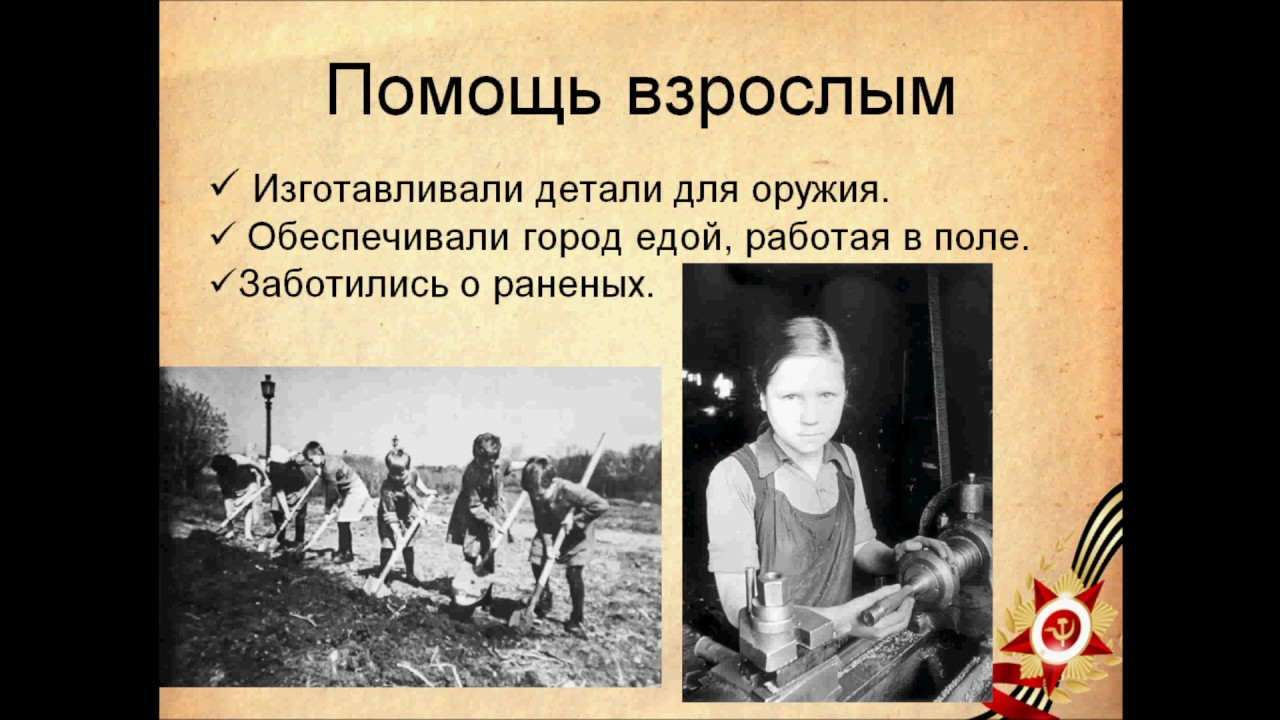 Помощь взрослым
✓ Изготавливали детали для оружия.
✓ Обеспечивали город едой, работая в поле.
✓Заботились о раненых.